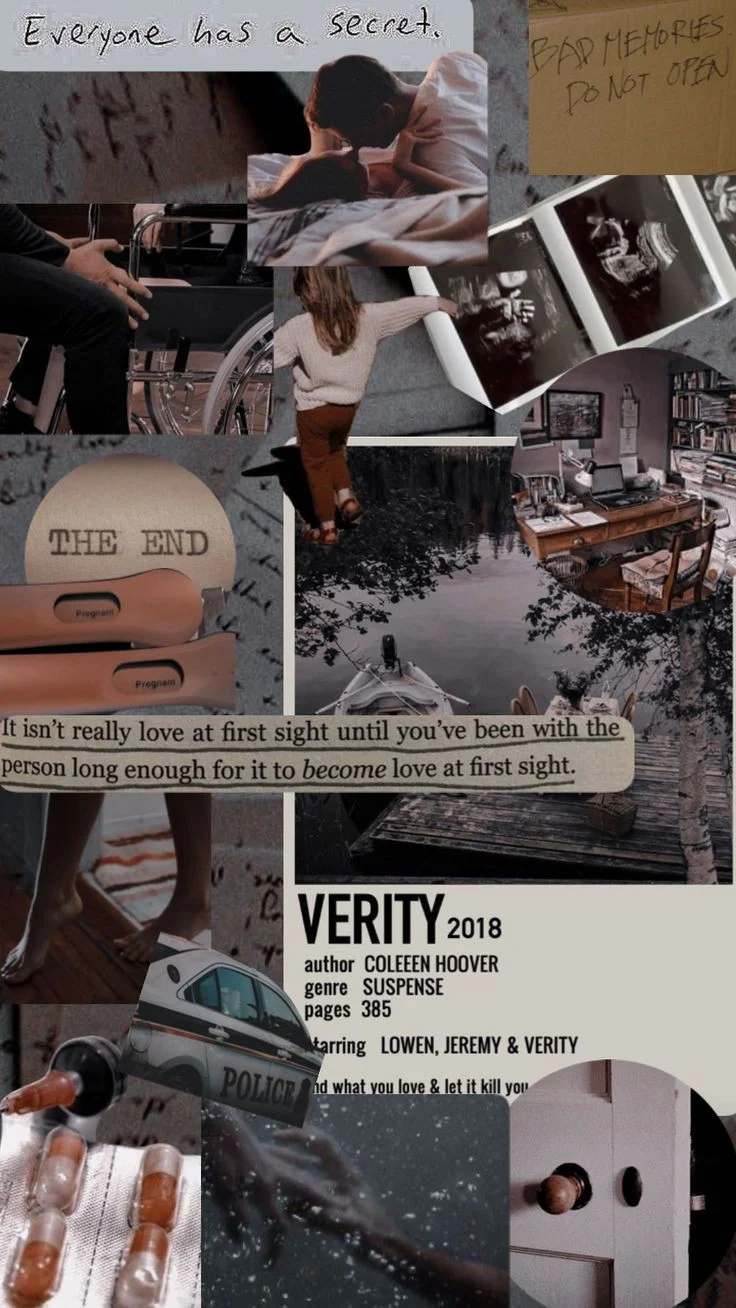 Everyone has a secret.
BAD MEMORIES
DO NOT OPEN
THE END
Pregnant
Pregnant
It isn't really love at first sight until you've been with the
person long enough for it to become love at first sight.
VERITY 2018
author COLEEEN HOOVER
genre SUSPENSE
pages 385
tarring LOWEN, JEREMY & VERITY
nd what you love & let it kill you
POLICE